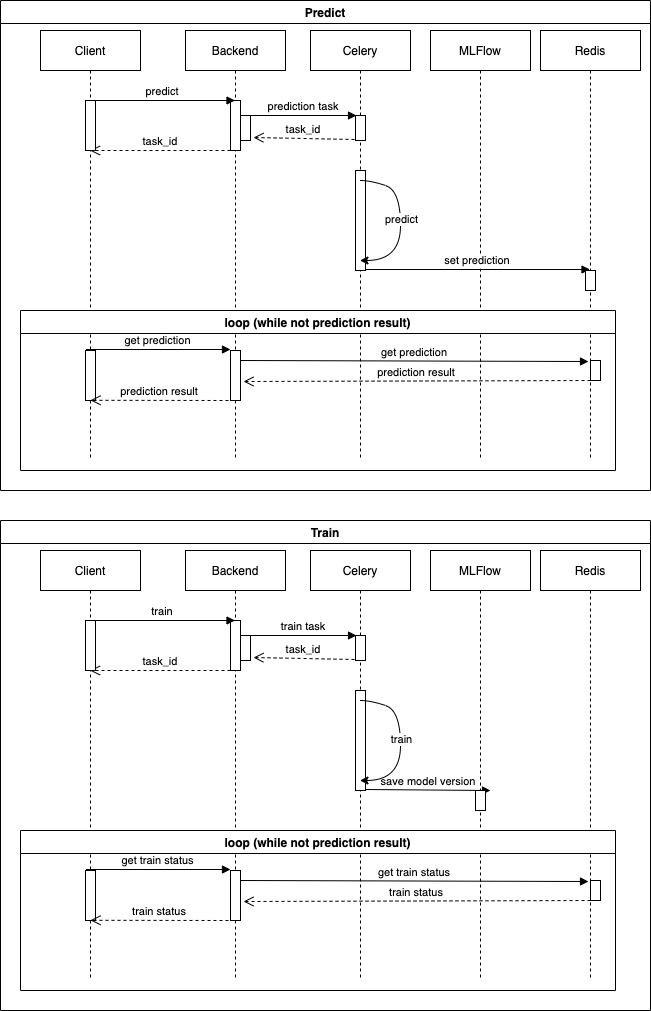 Predict
Client
Backend
Celery
MLFlow
Redis
predict
prediction task
task_id
task_id
predict
set prediction
loop (while not prediction result)
get prediction
get prediction
prediction result
prediction result
Train
Client
Backend
Celery
MLFlow
Redis
train
train task
task_id
task_id
train
save model version
loop (while not prediction result)
get train status
get train status
train status
train status